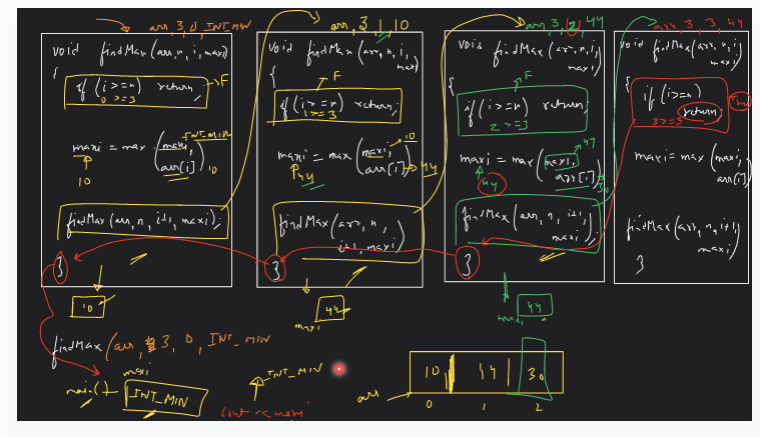 arr, 3, 0, INT_MIN
void findMax(arr, n, i, maxi)
{
if (i>=n) return; → F
0 >= 3
INT_MIN
maxi = max (maxi,
arr[i]) 10
10
findMax(arr, n, i+1, maxi);
}
10
arr, 3, 1, 10
void findMax(arr, n, i,
maxi)
{
F
if (i>=n) return;
1>=3
10
maxi = max (maxi,
arr[i]) → 44
44
findMax(arr, n,
i+1, maxi)
}
44
maxi
arr, 3, 2, 44
void findMax(arr, n, i,
maxi)
{
F
if (i>=n) return;
2 >= 3
44
maxi = max (maxi,
arr[i]) 30
44
findMax(arr, n, i+1,
maxi);
}
44
maxi
arr, 3, 3, 44
void findMax(arr, n, i,
maxi)
{
if (i>=n)
return; True
3>=3
maxi = max (maxi,
arr[i])
findMax(arr, n, i+1,
maxi)
}
findMax (arr, 3, 0, INT_MIN
maxi
main() INT_MIN
INT_MIN
cout << maxi
arr 10 44 30
0 1 2